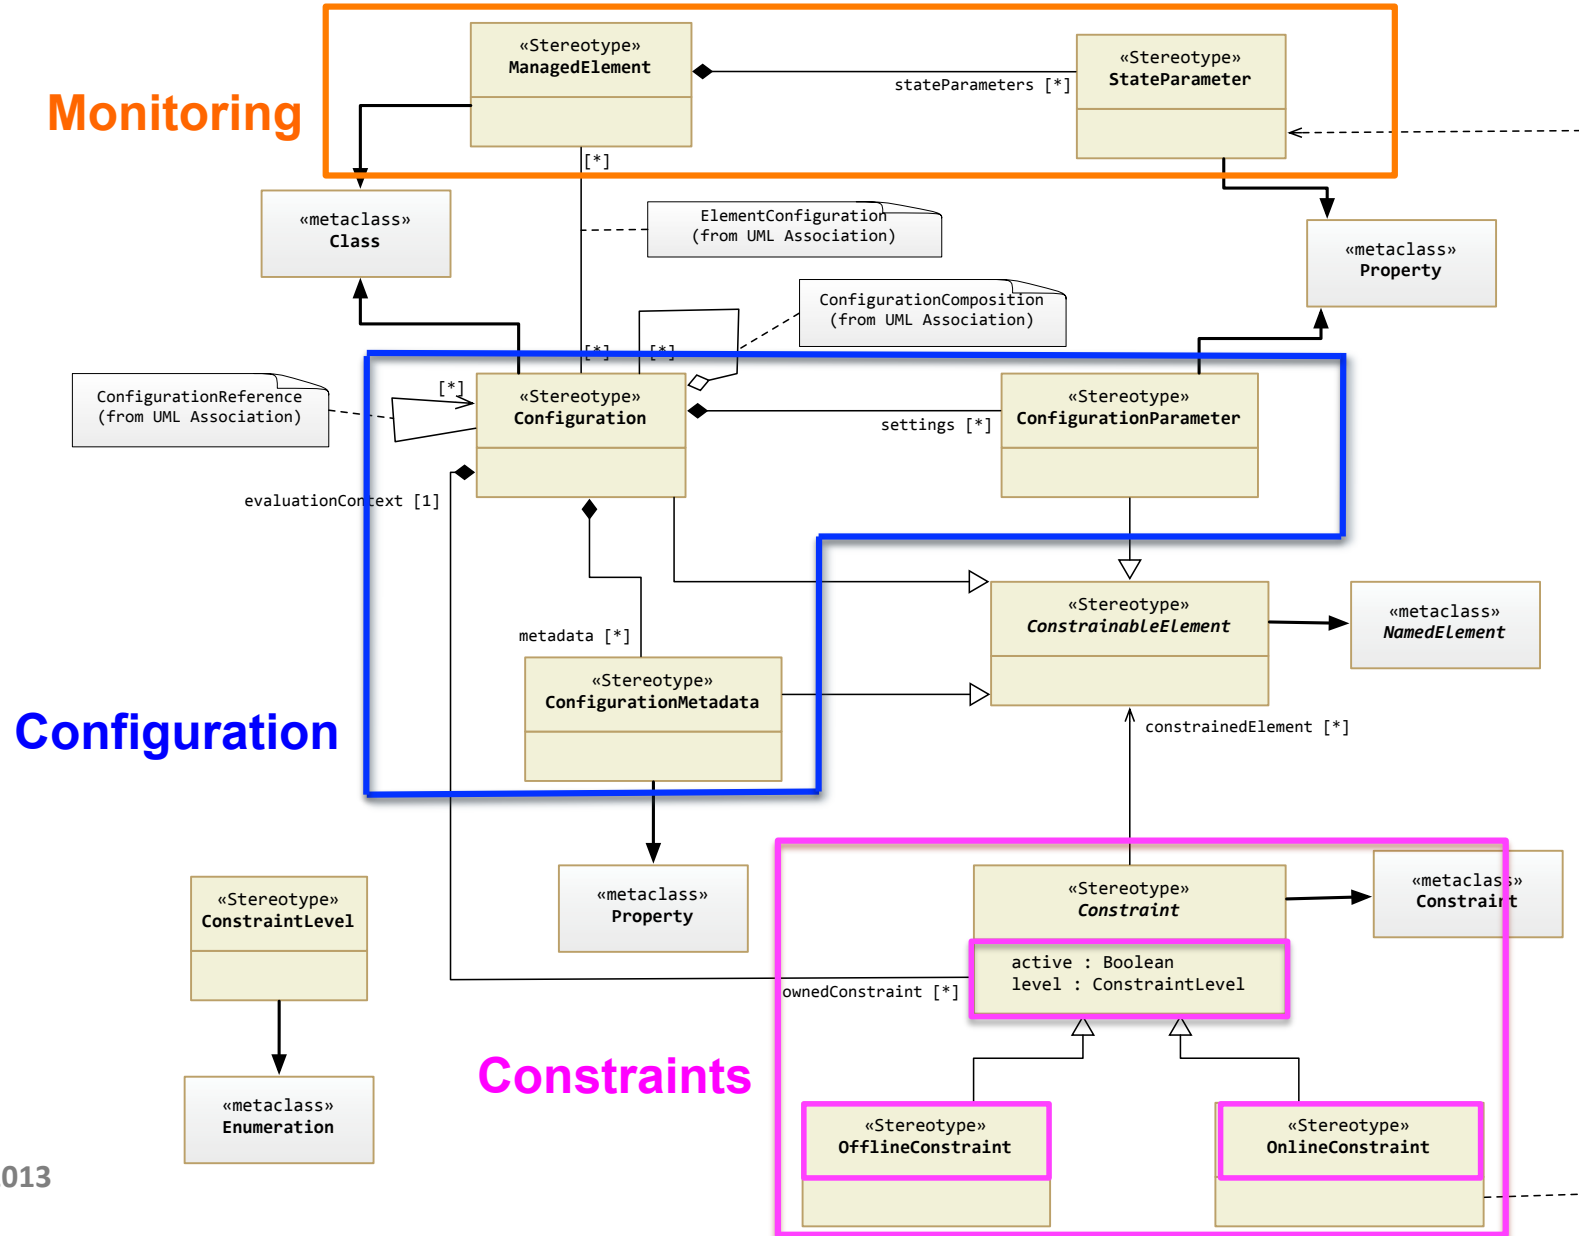 «Stereotype»
ManagedElement
«Stereotype»
StateParameter
stateParameters [*]
Monitoring
[*]
«metaclass»
Class
ElementConfiguration
(from UML Association)
«metaclass»
Property
ConfigurationComposition
(from UML Association)
[*]
[*]
ConfigurationReference
(from UML Association)
[*]
«Stereotype»
Configuration
settings [*]
«Stereotype»
ConfigurationParameter
evaluationContext [1]
«Stereotype»
ConstrainableElement
«metaclass»
NamedElement
metadata [*]
«Stereotype»
ConfigurationMetadata
Configuration
constrainedElement [*]
«Stereotype»
ConstraintLevel
«metaclass»
Property
«Stereotype»
Constraint
«metaclass»
Constraint
active : Boolean
level : ConstraintLevel
ownedConstraint [*]
Constraints
«metaclass»
Enumeration
«Stereotype»
OfflineConstraint
«Stereotype»
OnlineConstraint
013